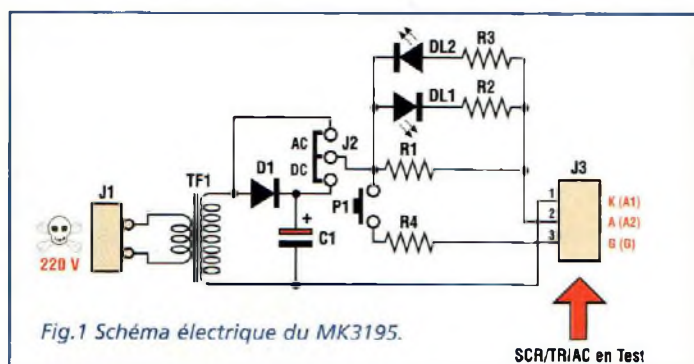 DL2
R3
DL1
R2
AC
J2
DC
D1
R1
J3
J1
TF1
+
C1
P1
R4
1
2
3
K (A1)
A (A2)
G (G)
220 V
Fig.1 Schéma électrique du MK3195.
SCR/TRIAC en Test